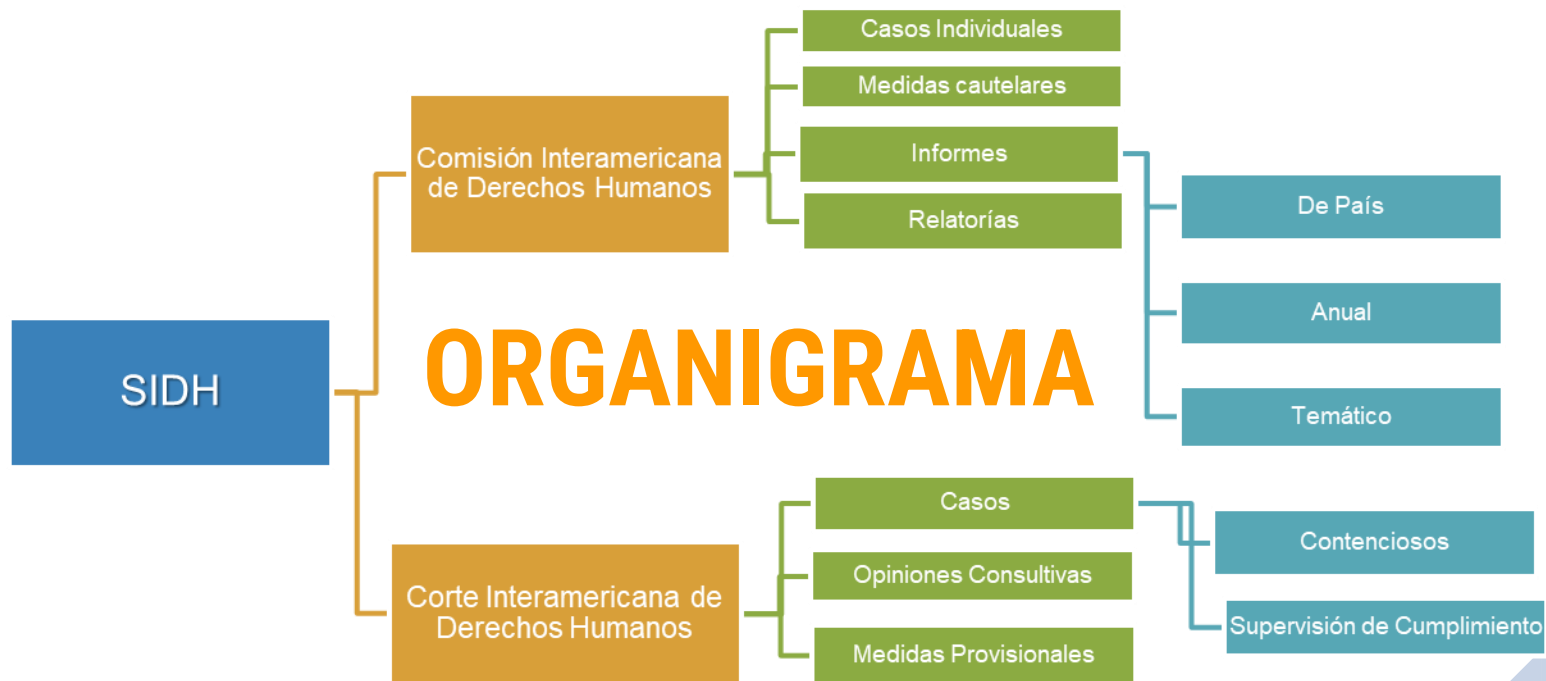 Casos Individuales
Medidas cautelares
Comisión Interamericana
de Derechos Humanos
Informes
Relatorías
De País
Anual
Temático
SIDH
ORGANIGRAMA
Casos
Contenciosos
Opiniones Consultivas
Corte Interamericana de
Derechos Humanos
Supervisión de Cumplimiento
Medidas Provisionales